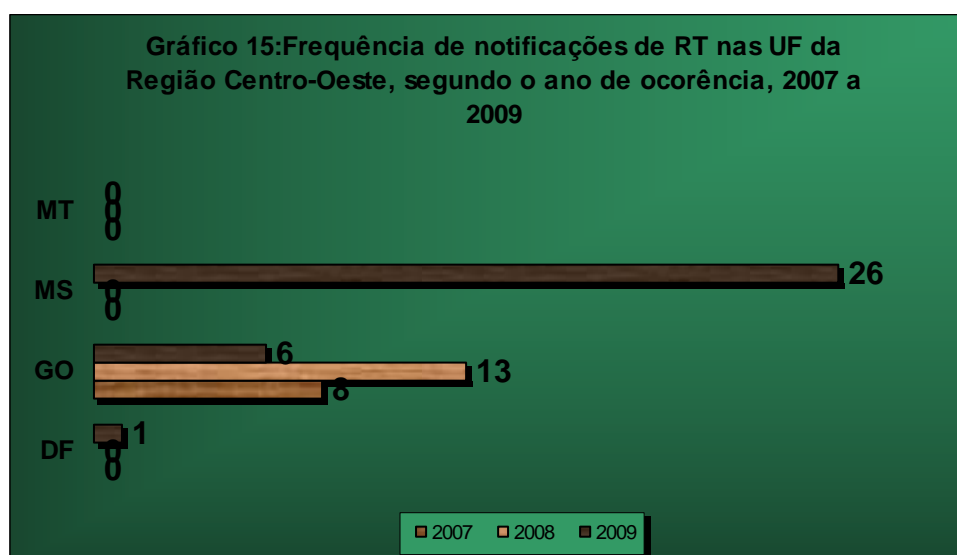 Gráfico 15:Frequência de notificações de RT nas UF da
Região Centro-Oeste, segundo o ano de ocorência, 2007 a
2009
0
MT 0
0
26
MS 0
0
6
GO 13
8
1
DF 0
0
2007 2008 2009